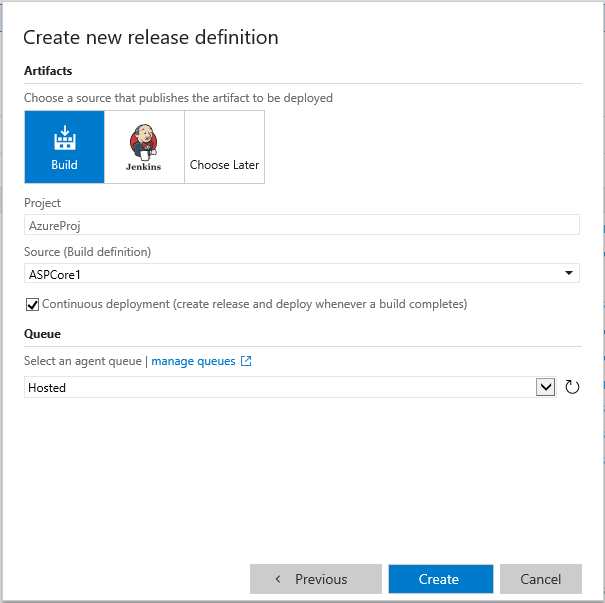 Create new release definition
Artifacts
Choose a source that publishes the artifact to be deployed
Build
Jenkins
Choose Later
Project
AzureProj
Source (Build definition)
ASPCore1
Continuous deployment (create release and deploy whenever a build completes)
Queue
Select an agent queue | manage queues
Hosted
Previous
Create
Cancel